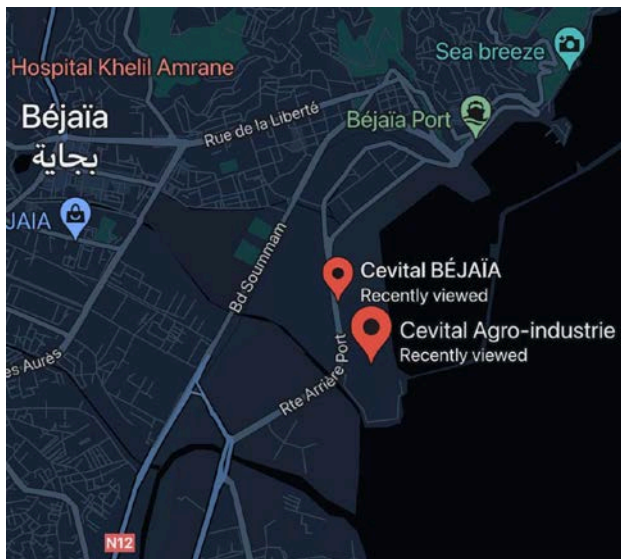 Sea breeze
Hospital Khelil Amrane
Béjaïa
بجاية
Rue de la Liberté
Béjaïa Port
JAIA
Bd Soummam
Cevital BÉJAÏA
Recently viewed
Cevital Agro-industrie
Recently viewed
es Aurès
Rte Arrière Port
N12